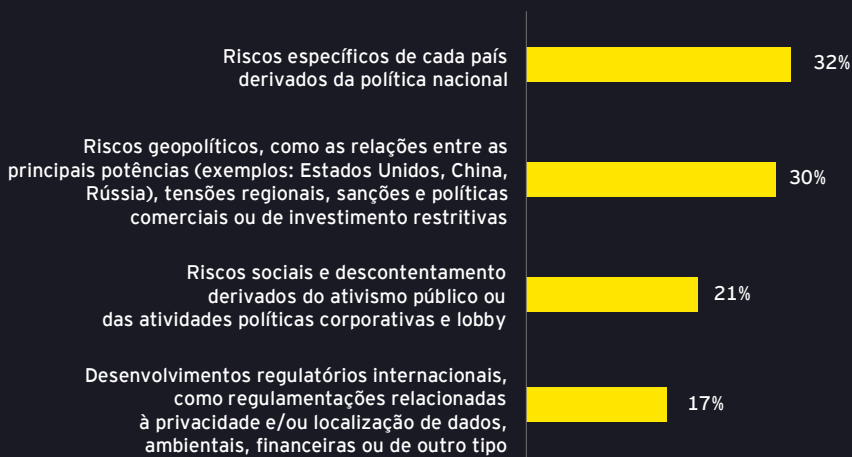 Riscos específicos de cada país
derivados da política nacional
32%
Riscos geopolíticos, como as relações entre as
principais potências (exemplos: Estados Unidos, China,
Rússia), tensões regionais, sanções e políticas
comerciais ou de investimento restritivas
30%
Riscos sociais e descontentamento
derivados do ativismo público ou
das atividades políticas corporativas e lobby
21%
Desenvolvimentos regulatórios internacionais,
como regulamentações relacionadas
à privacidade e/ou localização de dados,
ambientais, financeiras ou de outro tipo
17%